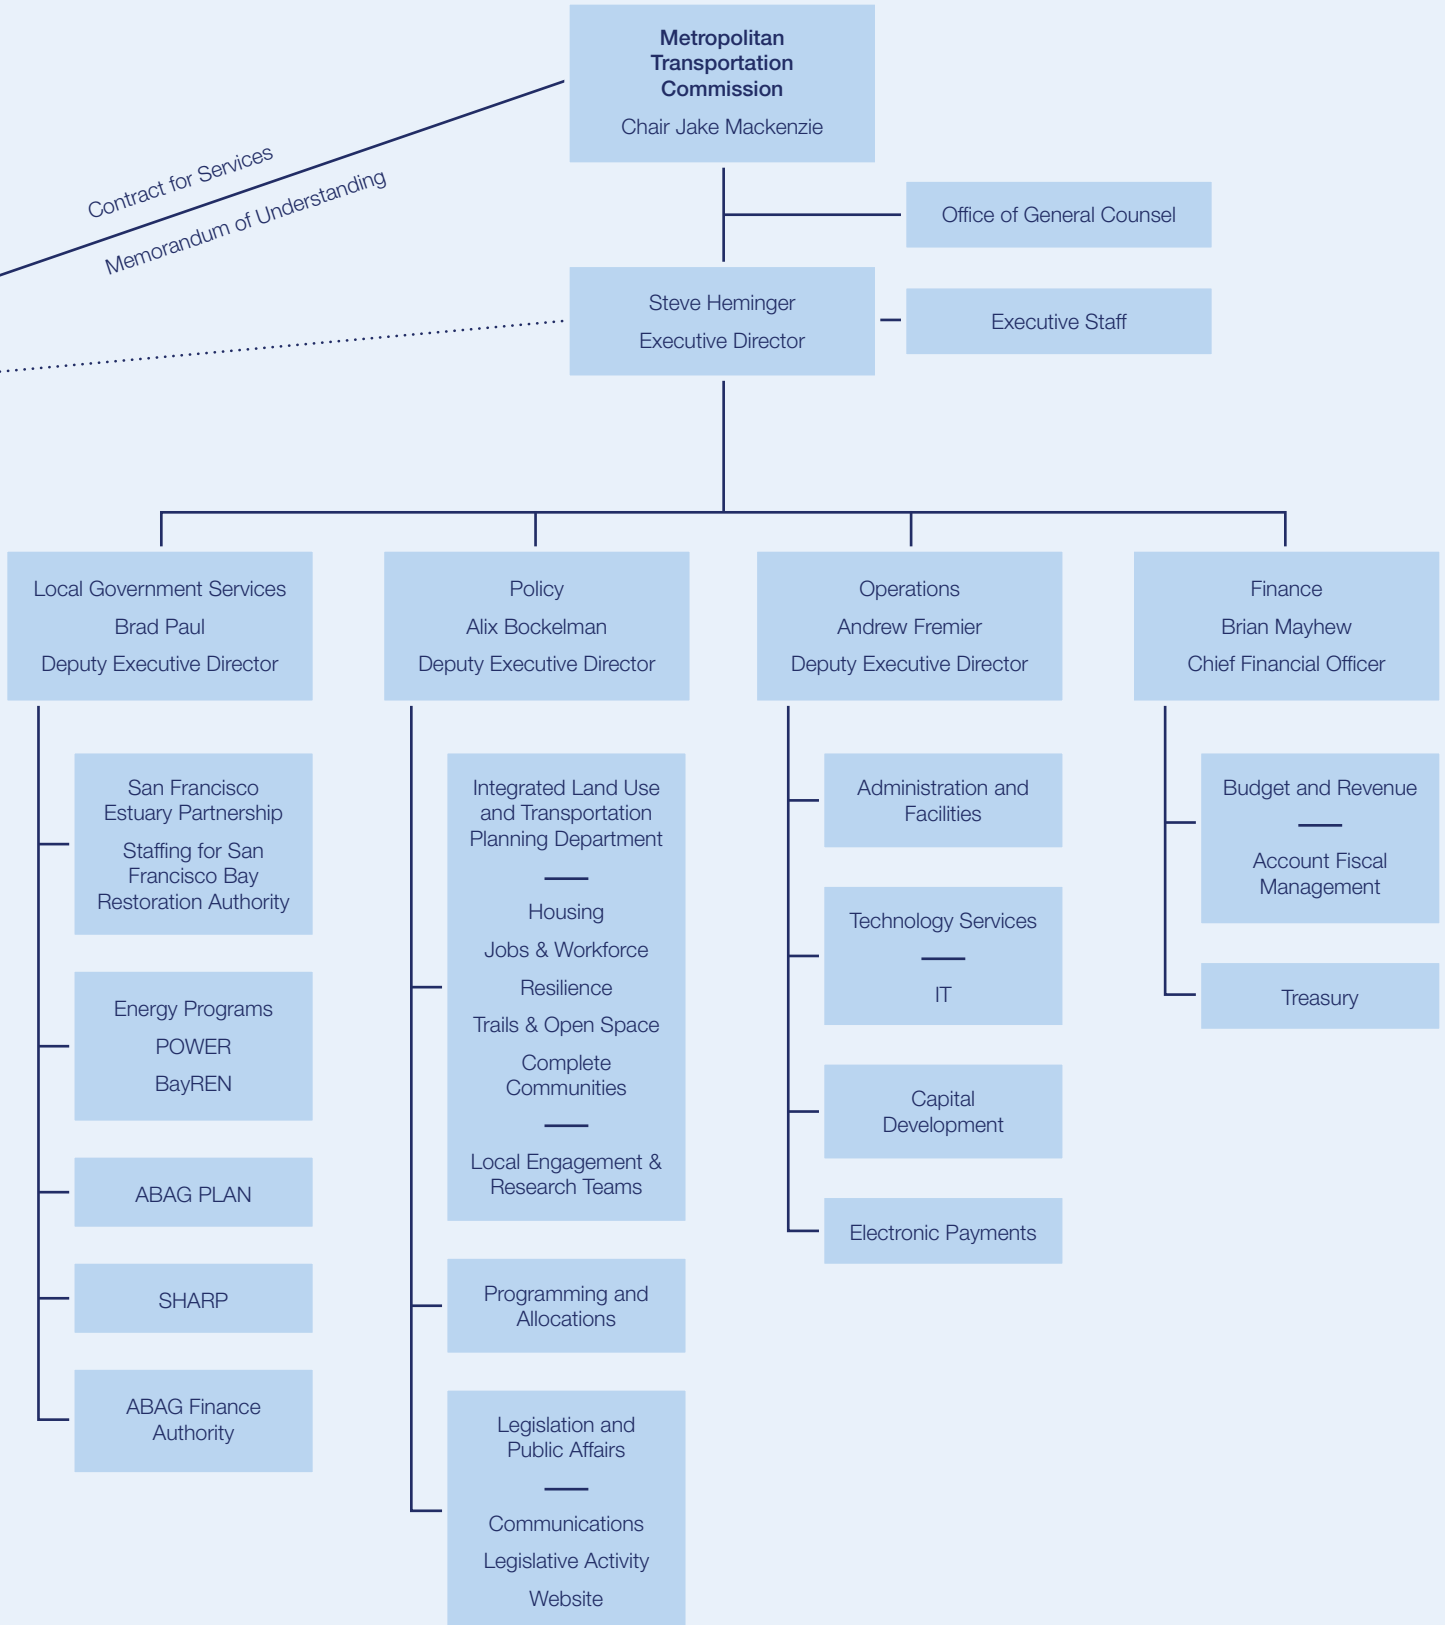 Metropolitan
Transportation
Commission
Chair Jake Mackenzie
Contract for Services
Memorandum of Understanding
Office of General Counsel
Steve Heminger
Executive Director
Executive Staff
Local Government Services
Brad Paul
Deputy Executive Director
Policy
Alix Bockelman
Deputy Executive Director
Operations
Andrew Fremier
Deputy Executive Director
Finance
Brian Mayhew
Chief Financial Officer
San Francisco
Estuary Partnership
Staffing for San
Francisco Bay
Restoration Authority
Energy Programs
POWER
BayREN
ABAG PLAN
SHARP
ABAG Finance
Authority
Integrated Land Use
and Transportation
Planning Department
Housing
Jobs & Workforce
Resilience
Trails & Open Space
Complete
Communities
Local Engagement &
Research Teams
Programming and
Allocations
Legislation and
Public Affairs
Communications
Legislative Activity
Website
Administration and
Facilities
Technology Services
IT
Capital
Development
Electronic Payments
Budget and Revenue
Account Fiscal
Management
Treasury